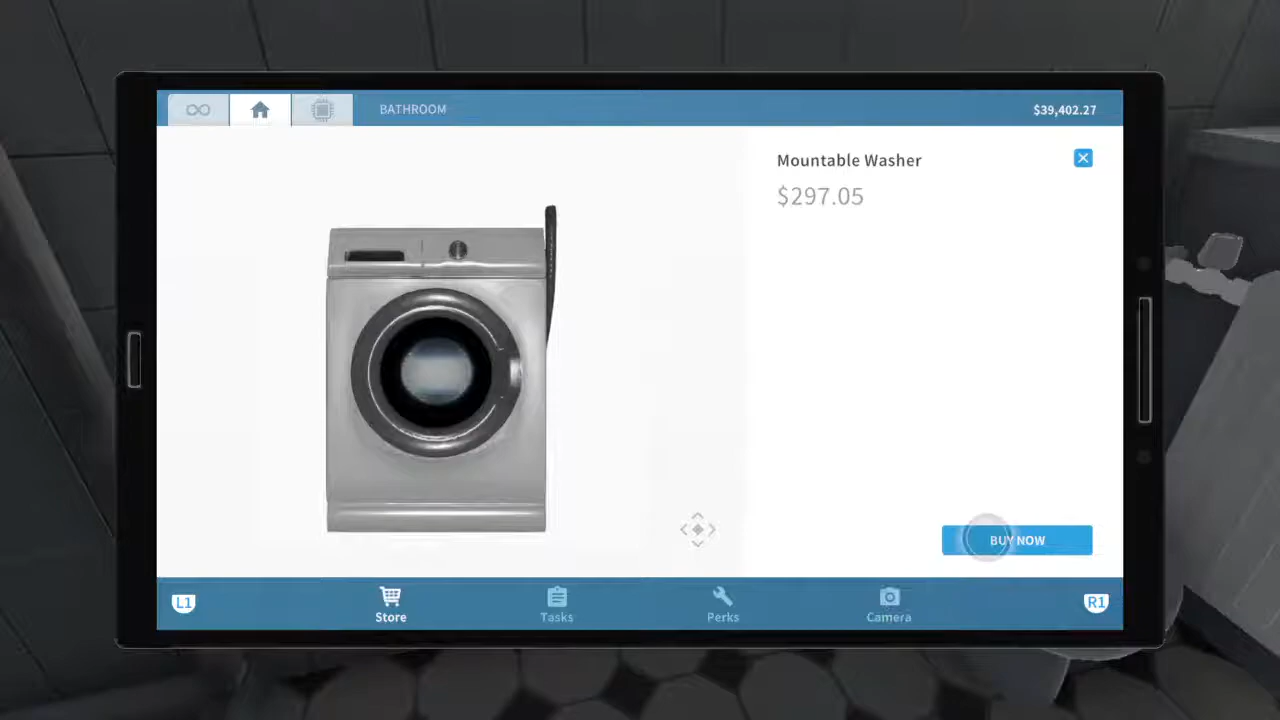 BATHROOM
$39,402.27
Mountable Washer
$297.05
BUY NOW
L1
Store
Tasks
Perks
Camera
R1